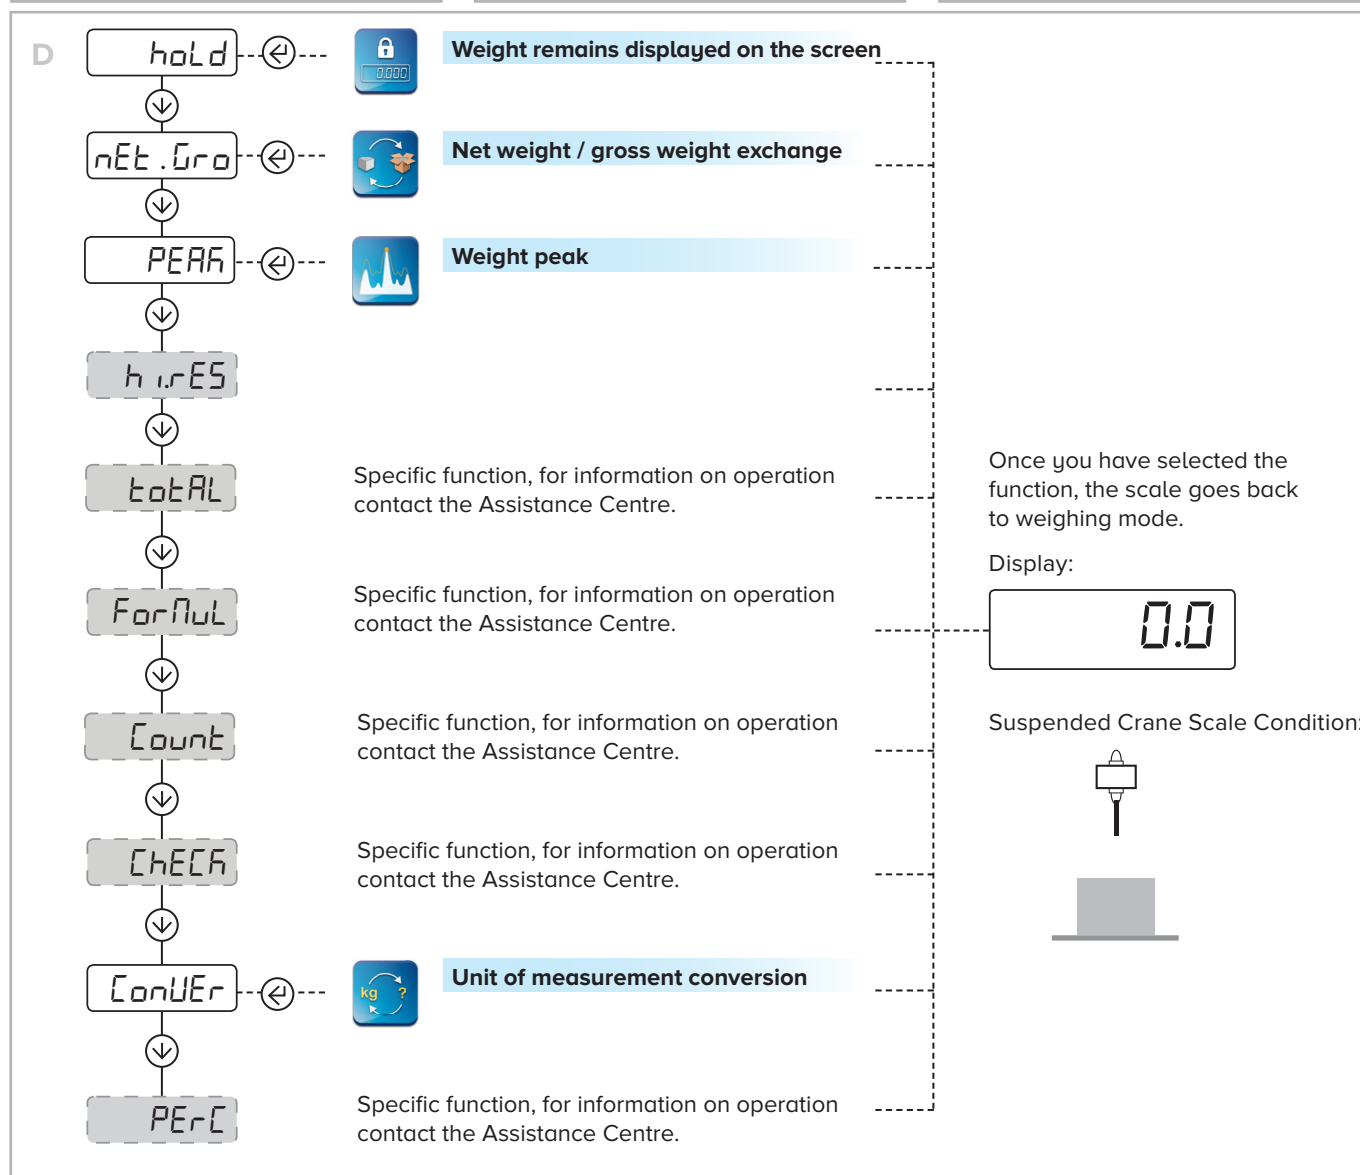 D
hoLd
Weight remains displayed on the screen
0.000
nEt.Gro
Net weight / gross weight exchange
PEAK
Weight peak
hi.rES
totAL
Specific function, for information on operation
contact the Assistance Centre.
ForMuL
Specific function, for information on operation
contact the Assistance Centre.
Count
Specific function, for information on operation
contact the Assistance Centre.
ChECK
Specific function, for information on operation
contact the Assistance Centre.
ConVEr
kg ?
Unit of measurement conversion
PErC
Specific function, for information on operation
contact the Assistance Centre.
Once you have selected the
function, the scale goes back
to weighing mode.
Display:
0.0
Suspended Crane Scale Condition: